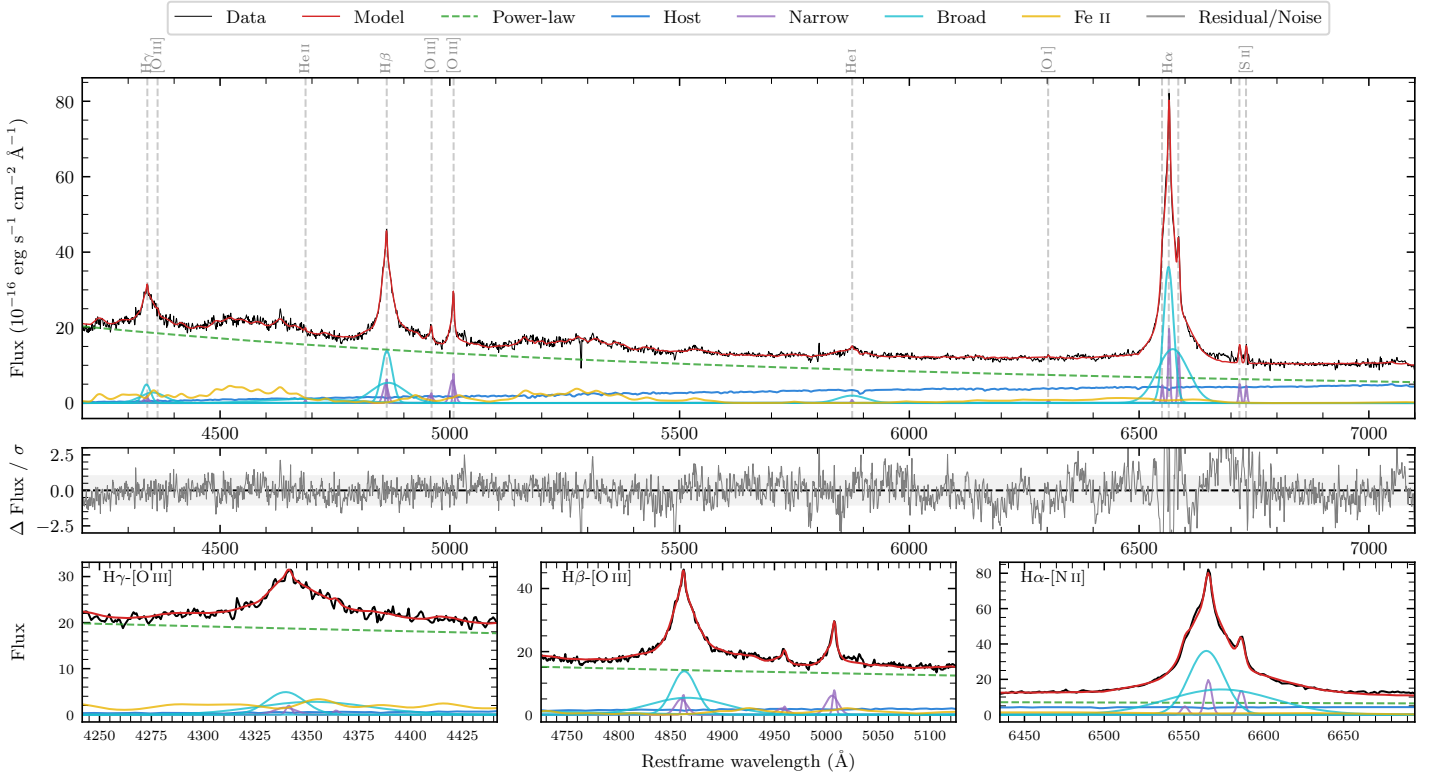 Data Model Power-law Host Narrow Broad Fe II Residual/Noise
Hγ [O III] He II Hβ [O III] [O III] He I [O I] Hα [S II]
Flux (10⁻¹⁶ erg s⁻¹ cm⁻² Å⁻¹)
80
60
40
20
0
4500 5000 5500 6000 6500 7000
Δ Flux / σ
2.5
0.0
−2.5
4500 5000 5500 6000 6500 7000
Flux
Hγ-[O III]
30
20
10
0
4250 4275 4300 4325 4350 4375 4400 4425
Hβ-[O III]
40
20
0
4750 4800 4850 4900 4950 5000 5050 5100
Hα-[N II]
80
60
40
20
0
6450 6500 6550 6600 6650
Restframe wavelength (Å)